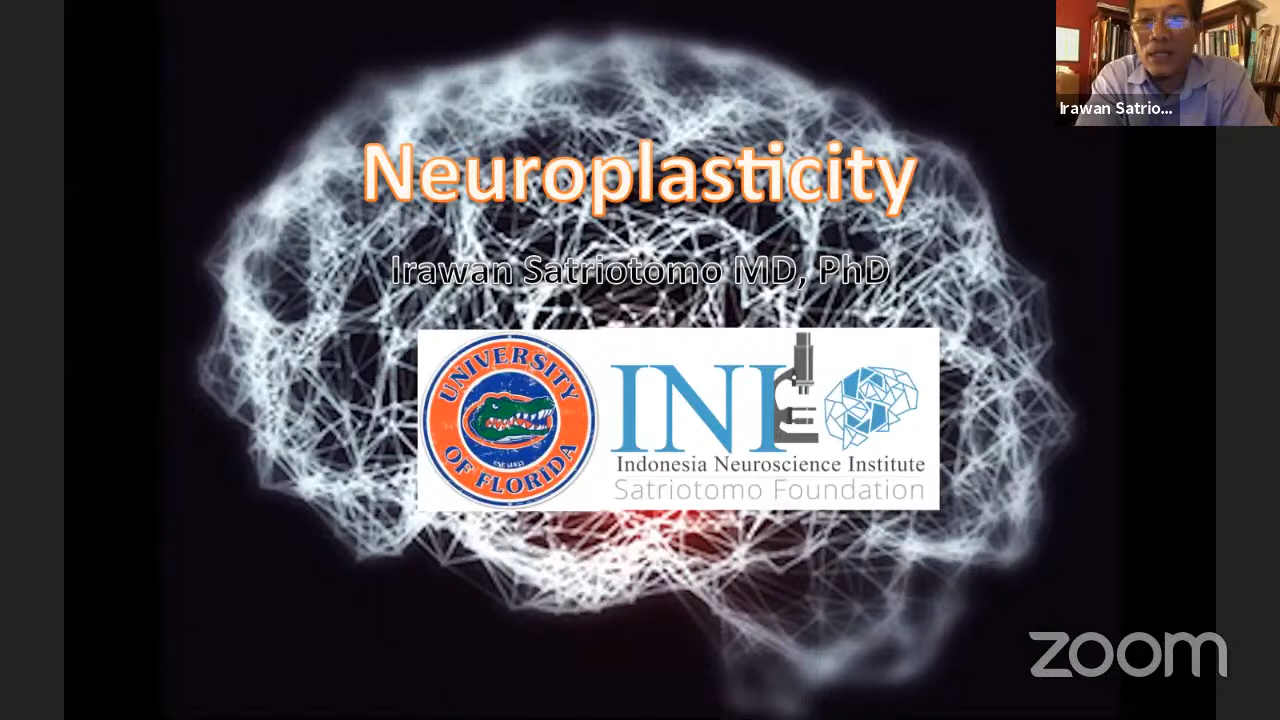 Irawan Satrio...
Neuroplasticity
Irawan Satriotomo MD, PhD
UNIVERSITY
OF FLORIDA
INI
Indonesia Neuroscience Institute
Satriotomo Foundation
zoom